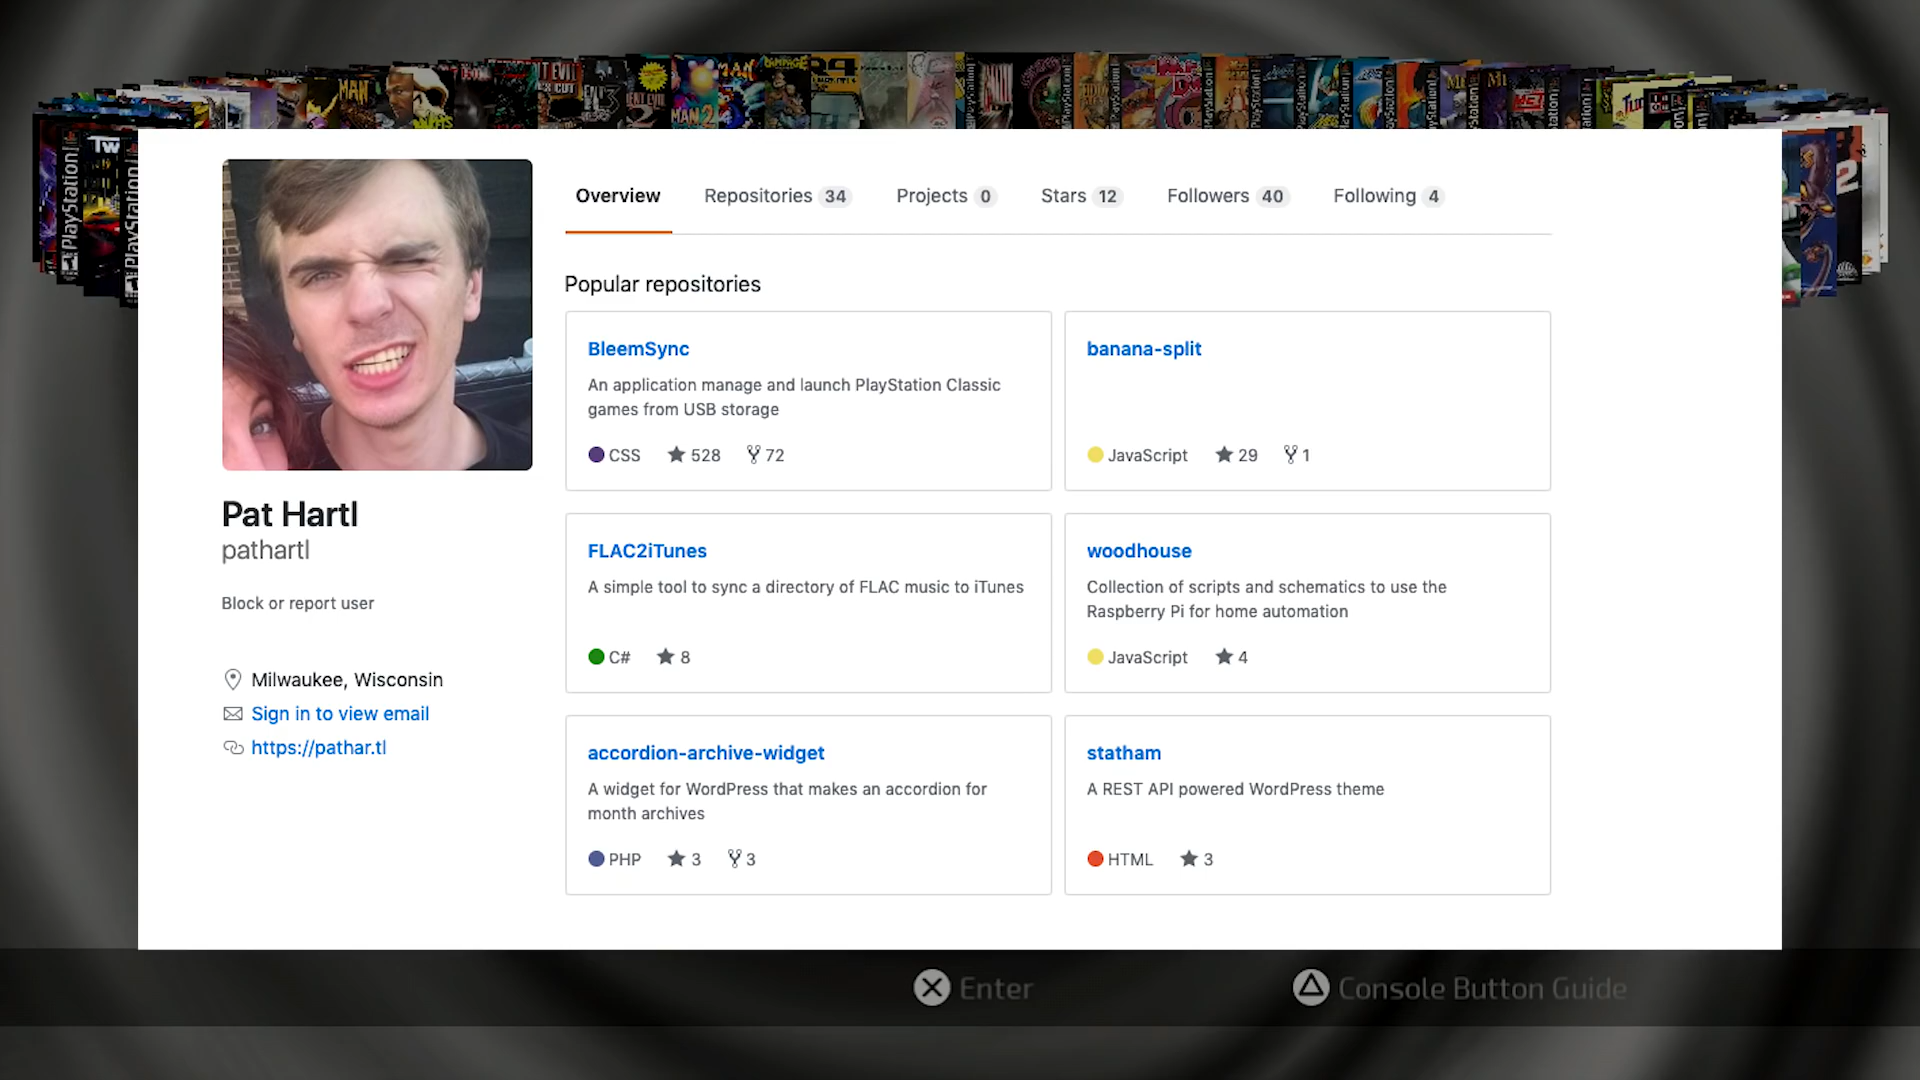 Overview Repositories 34 Projects 0 Stars 12 Followers 40 Following 4
Popular repositories
BleemSync
An application manage and launch PlayStation Classic
games from USB storage
CSS 528 72
banana-split
JavaScript 29 1
FLAC2iTunes
A simple tool to sync a directory of FLAC music to iTunes
C# 8
woodhouse
Collection of scripts and schematics to use the
Raspberry Pi for home automation
JavaScript 4
accordion-archive-widget
A widget for WordPress that makes an accordion for
month archives
PHP 3 3
statham
A REST API powered WordPress theme
HTML 3
Pat Hartl
pathartl
Block or report user
Milwaukee, Wisconsin
Sign in to view email
https://pathar.tl
PlayStation
PlayStation
MAN
MAN 2
Enter
Console Button Guide